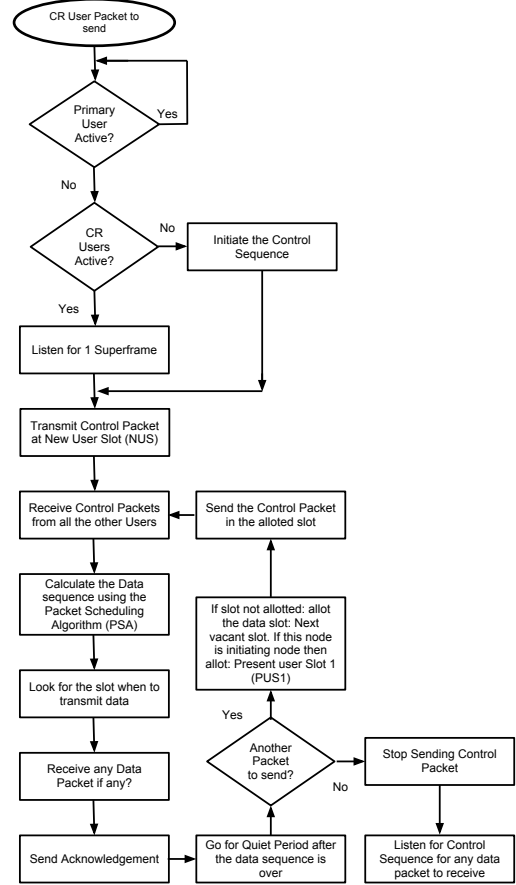 CR User Packet to
send
Primary
User
Active?
Yes
No
CR
Users
Active?
No
Initiate the Control
Sequence
Yes
Listen for 1 Superframe
Transmit Control Packet
at New User Slot (NUS)
Receive Control Packets
from all the other Users
Send the Control Packet
in the alloted slot
Calculate the Data
sequence using the
Packet Scheduling
Algorithm (PSA)
If slot not allotted: allot
the data slot: Next
vacant slot. If this node
is initiating node then
allot: Present user Slot 1
(PUS1)
Look for the slot when to
transmit data
Yes
Another
Packet
to send?
No
Stop Sending Control
Packet
Receive any Data
Packet if any?
Send Acknowledgement
Go for Quiet Period after
the data sequence is
over
Listen for Control
Sequence for any data
packet to receive